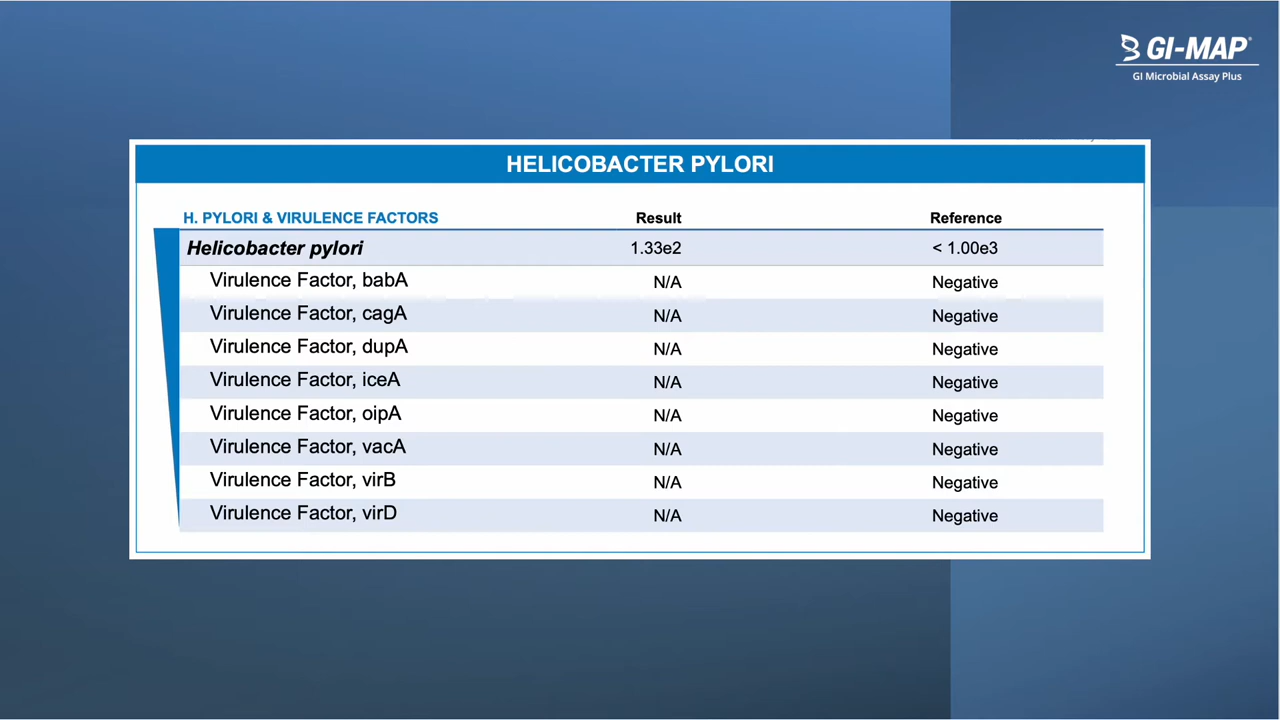 GI-MAP®
GI Microbial Assay Plus
HELICOBACTER PYLORI
H. PYLORI & VIRULENCE FACTORS Result Reference
Helicobacter pylori 1.33e2 < 1.00e3
Virulence Factor, babA N/A Negative
Virulence Factor, cagA N/A Negative
Virulence Factor, dupA N/A Negative
Virulence Factor, iceA N/A Negative
Virulence Factor, oipA N/A Negative
Virulence Factor, vacA N/A Negative
Virulence Factor, virB N/A Negative
Virulence Factor, virD N/A Negative